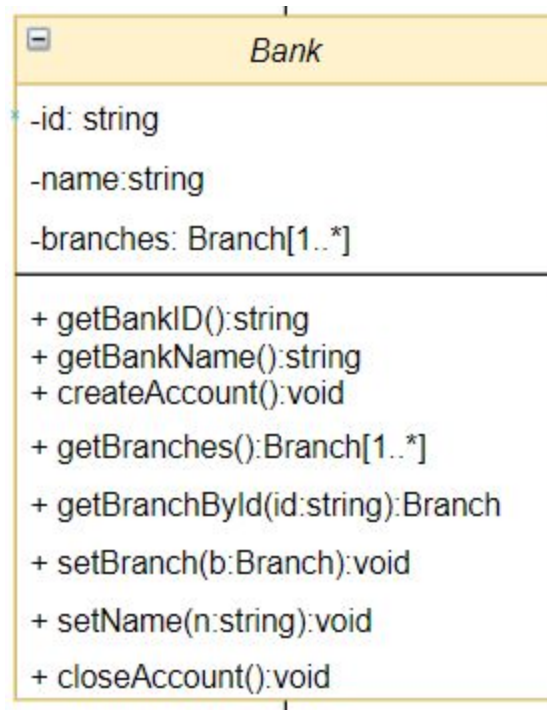 Bank
-id: string
-name:string
-branches: Branch[1..*]
+ getBankID():string
+ getBankName():string
+ createAccount():void
+ getBranches():Branch[1..*]
+ getBranchById(id:string):Branch
+ setBranch(b:Branch):void
+ setName(n:string):void
+ closeAccount():void